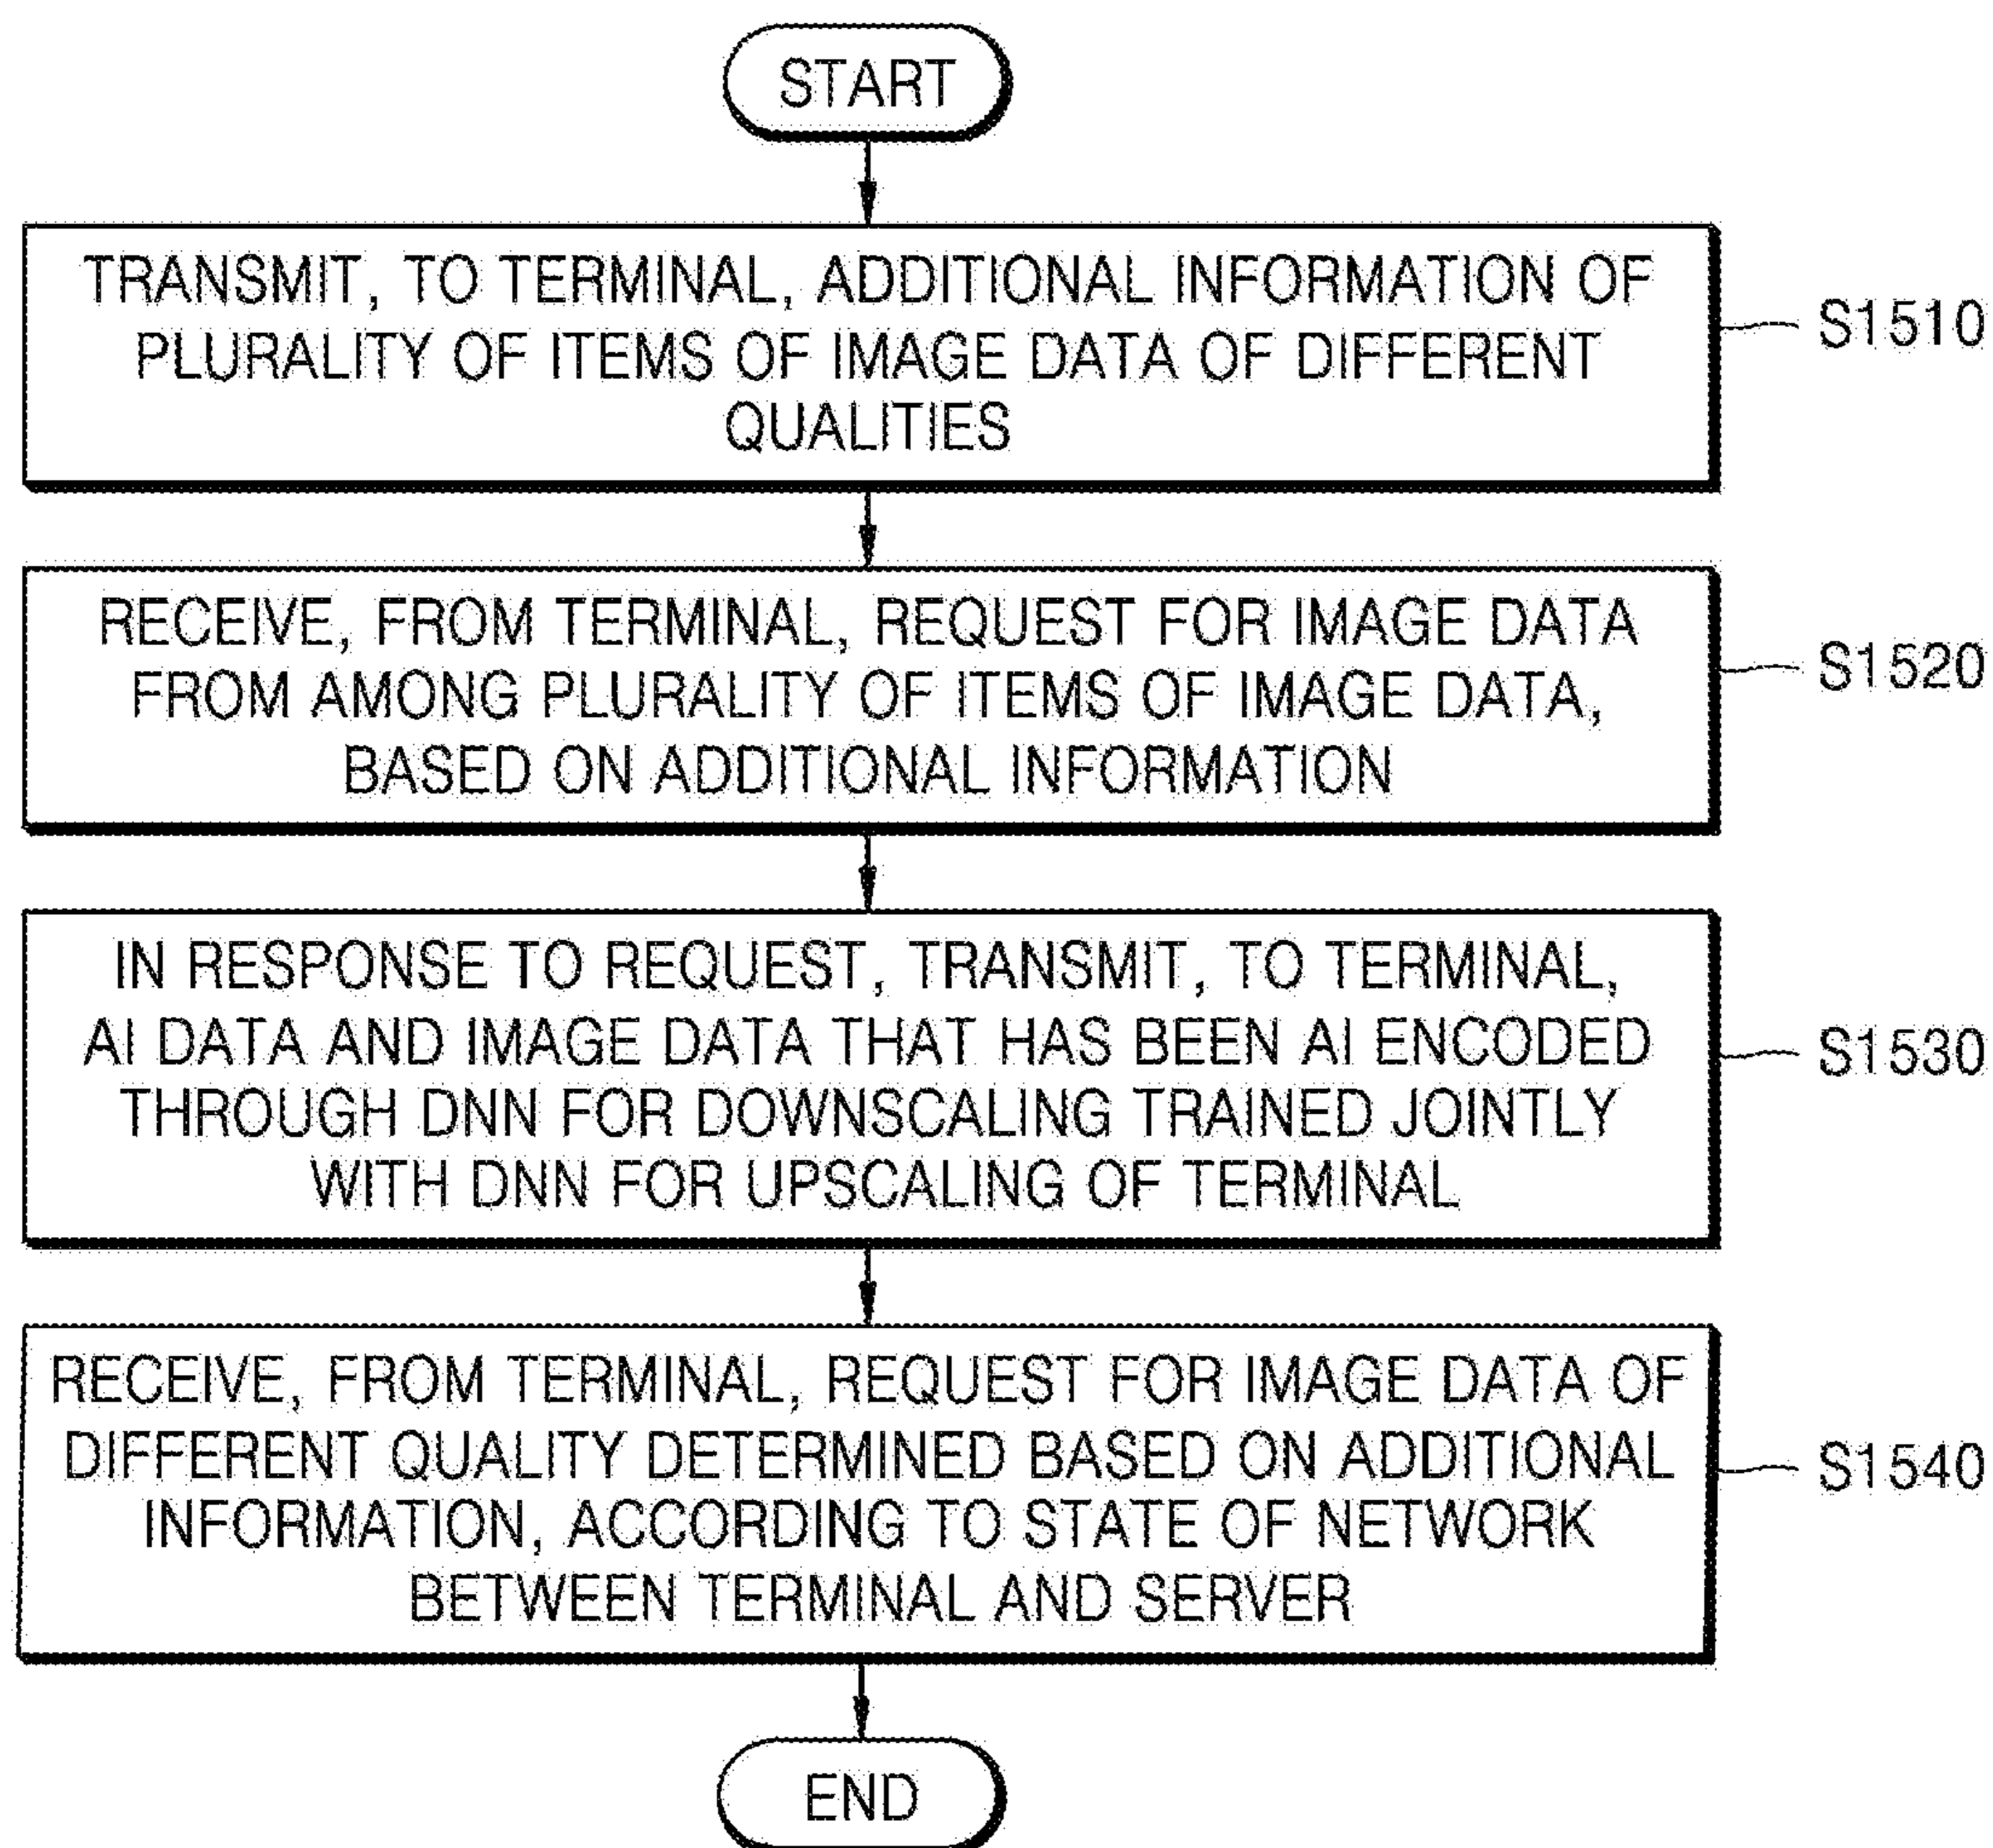 START
TRANSMIT, TO TERMINAL, ADDITIONAL INFORMATION OF
PLURALITY OF ITEMS OF IMAGE DATA OF DIFFERENT
QUALITIES
S1510
RECEIVE, FROM TERMINAL, REQUEST FOR IMAGE DATA
FROM AMONG PLURALITY OF ITEMS OF IMAGE DATA,
BASED ON ADDITIONAL INFORMATION
S1520
IN RESPONSE TO REQUEST, TRANSMIT, TO TERMINAL,
AI DATA AND IMAGE DATA THAT HAS BEEN AI ENCODED
THROUGH DNN FOR DOWNSCALING TRAINED JOINTLY
WITH DNN FOR UPSCALING OF TERMINAL
S1530
RECEIVE, FROM TERMINAL, REQUEST FOR IMAGE DATA OF
DIFFERENT QUALITY DETERMINED BASED ON ADDITIONAL
INFORMATION, ACCORDING TO STATE OF NETWORK
BETWEEN TERMINAL AND SERVER
S1540
END